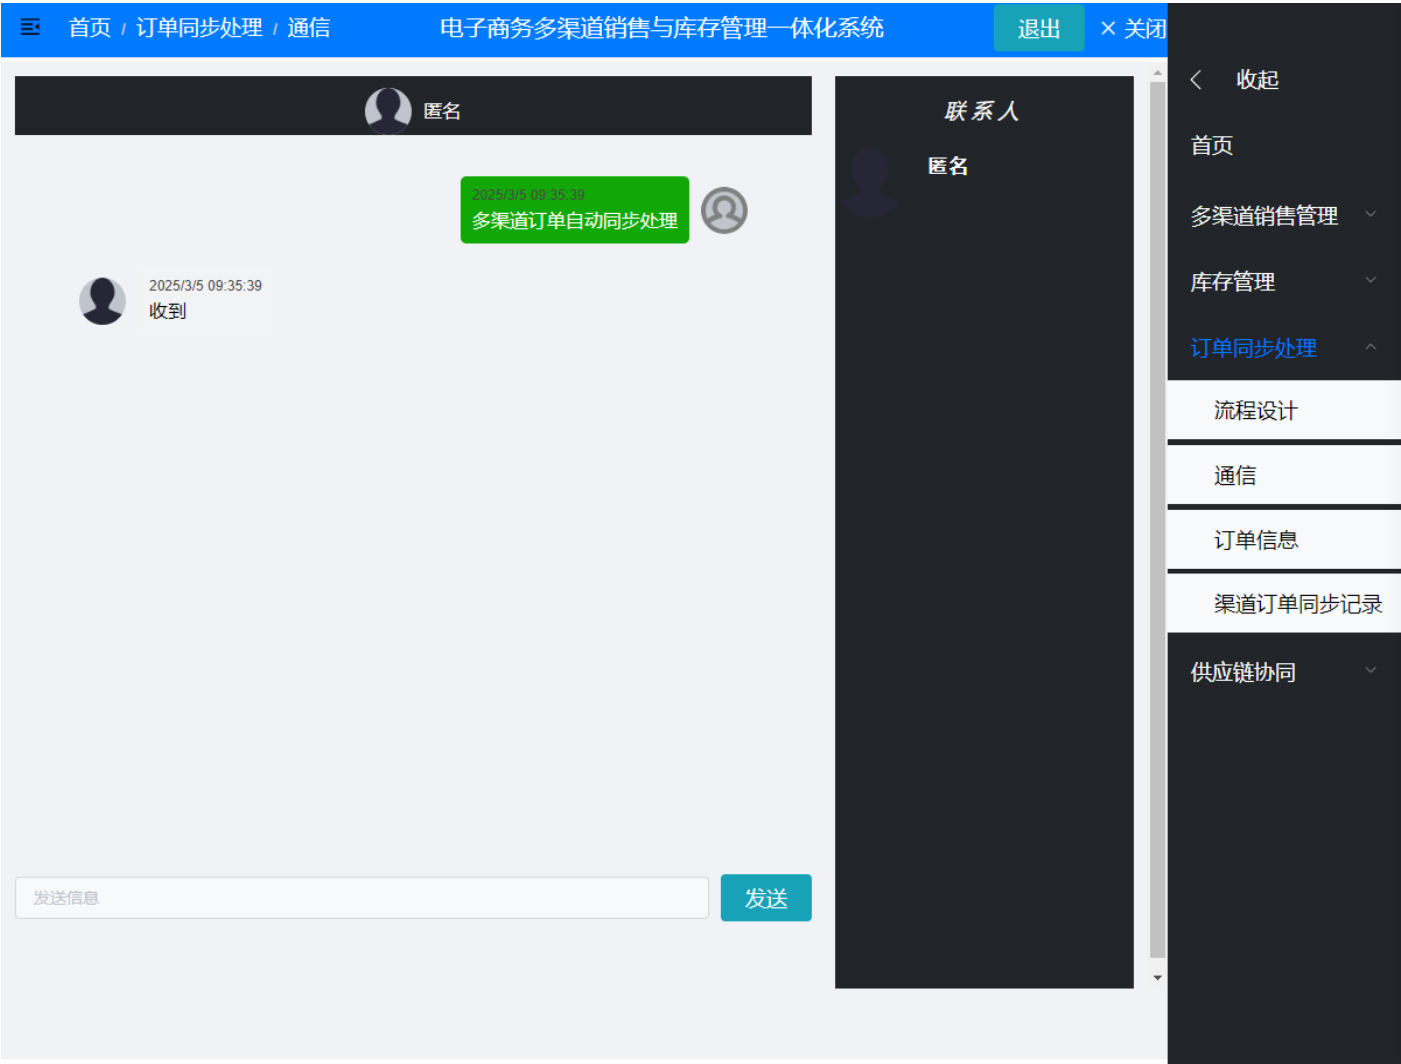 首页 / 订单同步处理 / 通信
电子商务多渠道销售与库存管理一体化系统
退出
× 关闭
匿名
2025/3/5 09:35:39
多渠道订单自动同步处理
2025/3/5 09:35:39
收到
发送信息
发送
联系人
匿名
收起
首页
多渠道销售管理
库存管理
订单同步处理
流程设计
通信
订单信息
渠道订单同步记录
供应链协同